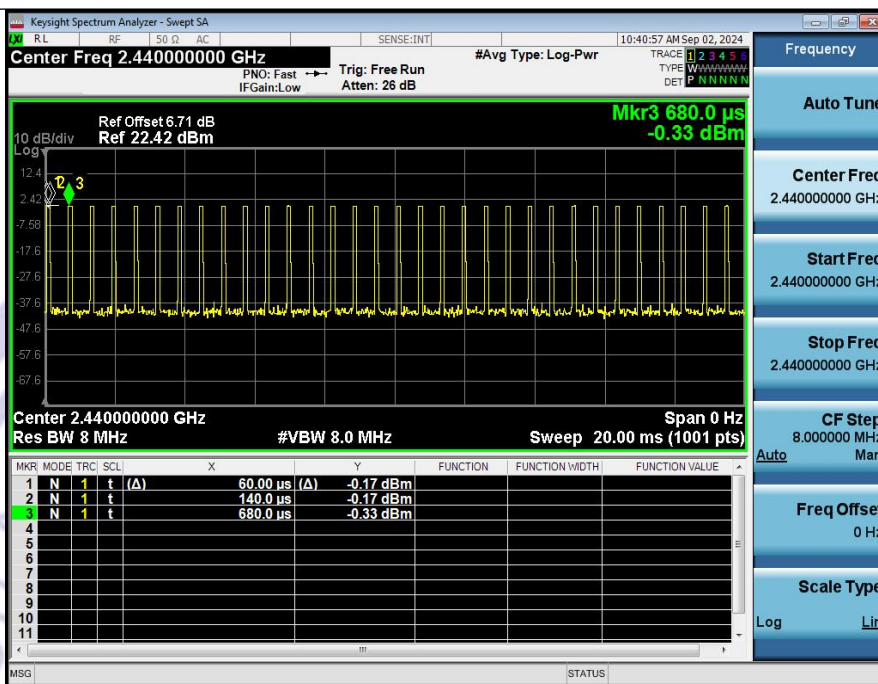 Keysight Spectrum Analyzer - Swept SA
LXI RL RF 50 Ω AC SENSE:INT 10:40:57 AM Sep 02, 2024
Center Freq 2.440000000 GHz #Avg Type: Log-Pwr TRACE 1 2 3 4 5 6
PNO: Fast Trig: Free Run TYPE WWWWWW
IFGain:Low Atten: 26 dB DET P N N N N N
Mkr3 680.0 µs
-0.33 dBm
Ref Offset 6.71 dB
10 dB/div Ref 22.42 dBm
Log
12.4
2.42
-7.58
-17.6
-27.6
-37.6
-47.6
-57.6
-67.6
1 2 3
Center 2.440000000 GHz Span 0 Hz
Res BW 8 MHz #VBW 8.0 MHz Sweep 20.00 ms (1001 pts)
MKR MODE TRC SCL X Y FUNCTION FUNCTION WIDTH FUNCTION VALUE
1 N 1 t (Δ) 60.00 µs (Δ) -0.17 dBm
2 N 1 t 140.0 µs -0.17 dBm
3 N 1 t 680.0 µs -0.33 dBm
4
5
6
7
8
9
10
11
MSG STATUS
Frequency
Auto Tune
Center Freq
2.440000000 GHz
Start Freq
2.440000000 GHz
Stop Freq
2.440000000 GHz
CF Step
8.000000 MHz
Auto Man
Freq Offset
0 Hz
Scale Type
Log Lin